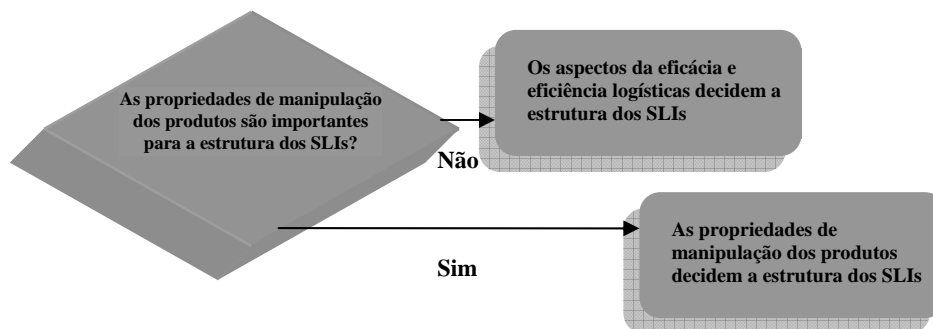 As propriedades de manipulação
dos produtos são importantes
para a estrutura dos SLIs?
Os aspectos da eficácia e
eficiência logísticas decidem a
estrutura dos SLIs
Não
As propriedades de
manipulação dos produtos
decidem a estrutura dos SLIs
Sim